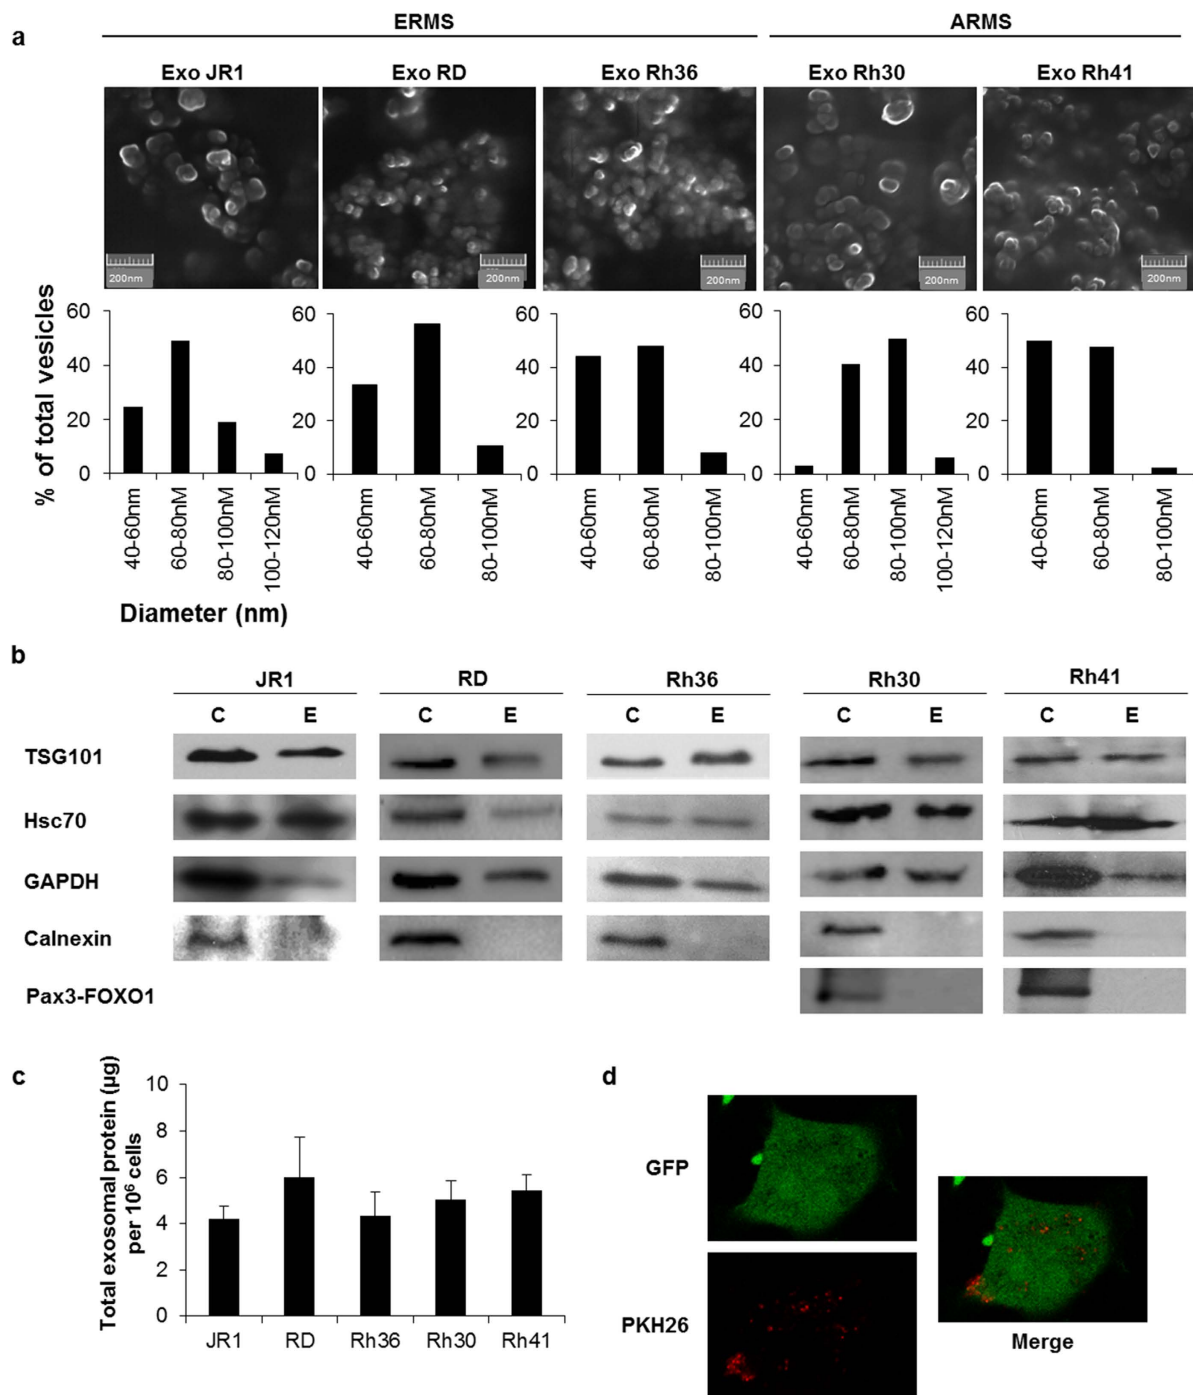 a
ERMS
ARMS
Exo JR1
Exo RD
Exo Rh36
Exo Rh30
Exo Rh41
200nm
200nm
200nm
200nm
200nm
% of total vesicles
60
40
20
0
60
40
20
0
60
40
20
0
60
40
20
0
60
40
20
0
40-60nm
60-80nM
80-100nM
100-120nM
40-60nm
60-80nM
80-100nM
40-60nm
60-80nM
80-100nM
40-60nm
60-80nM
80-100nM
100-120nM
40-60nm
60-80nM
80-100nM
Diameter (nm)
b
JR1
RD
Rh36
Rh30
Rh41
C E
C E
C E
C E
C E
TSG101
Hsc70
GAPDH
Calnexin
Pax3-FOXO1
c
Total exosomal protein (µg)
per 10⁶ cells
10
8
6
4
2
0
JR1
RD
Rh36
Rh30
Rh41
d
GFP
PKH26
Merge